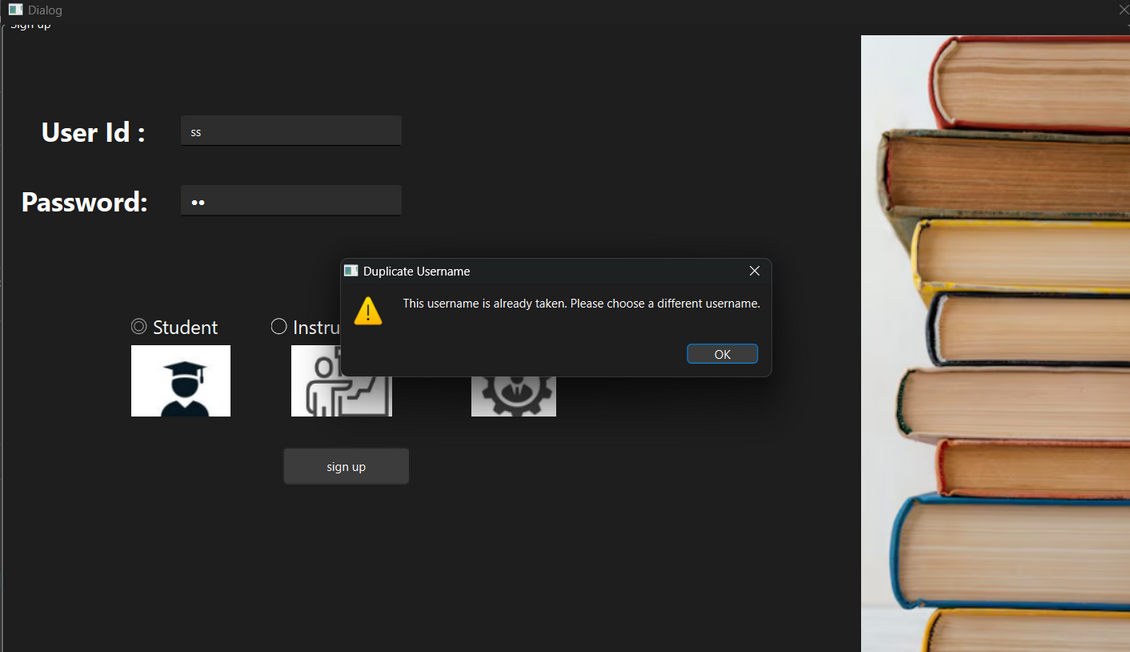 Dialog
Sign up
User Id :
ss
Password:
Duplicate Username
This username is already taken. Please choose a different username.
OK
Student
Instru
sign up